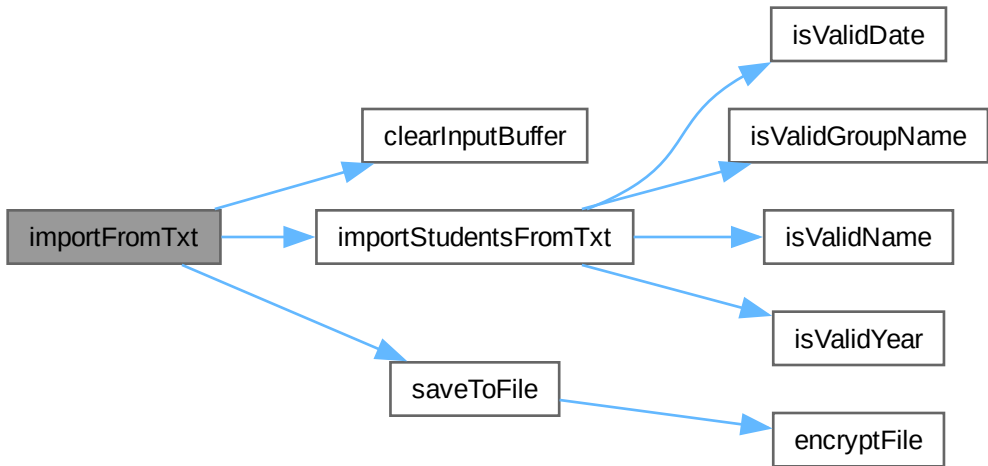 importFromTxt
clearInputBuffer
importStudentsFromTxt
saveToFile
isValidDate
isValidGroupName
isValidName
isValidYear
encryptFile